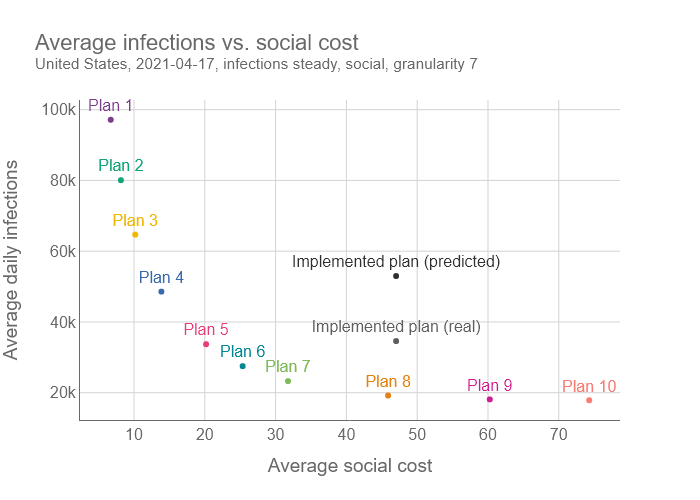 Average infections vs. social cost
United States, 2021-04-17, infections steady, social, granularity 7
100k
Plan 1
Plan 2
80k
Plan 3
60k
Implemented plan (predicted)
Plan 4
40k
Implemented plan (real)
Plan 5
Plan 6
Plan 7
Plan 8
Plan 9
Plan 10
20k
10 20 30 40 50 60 70
Average social cost
Average daily infections